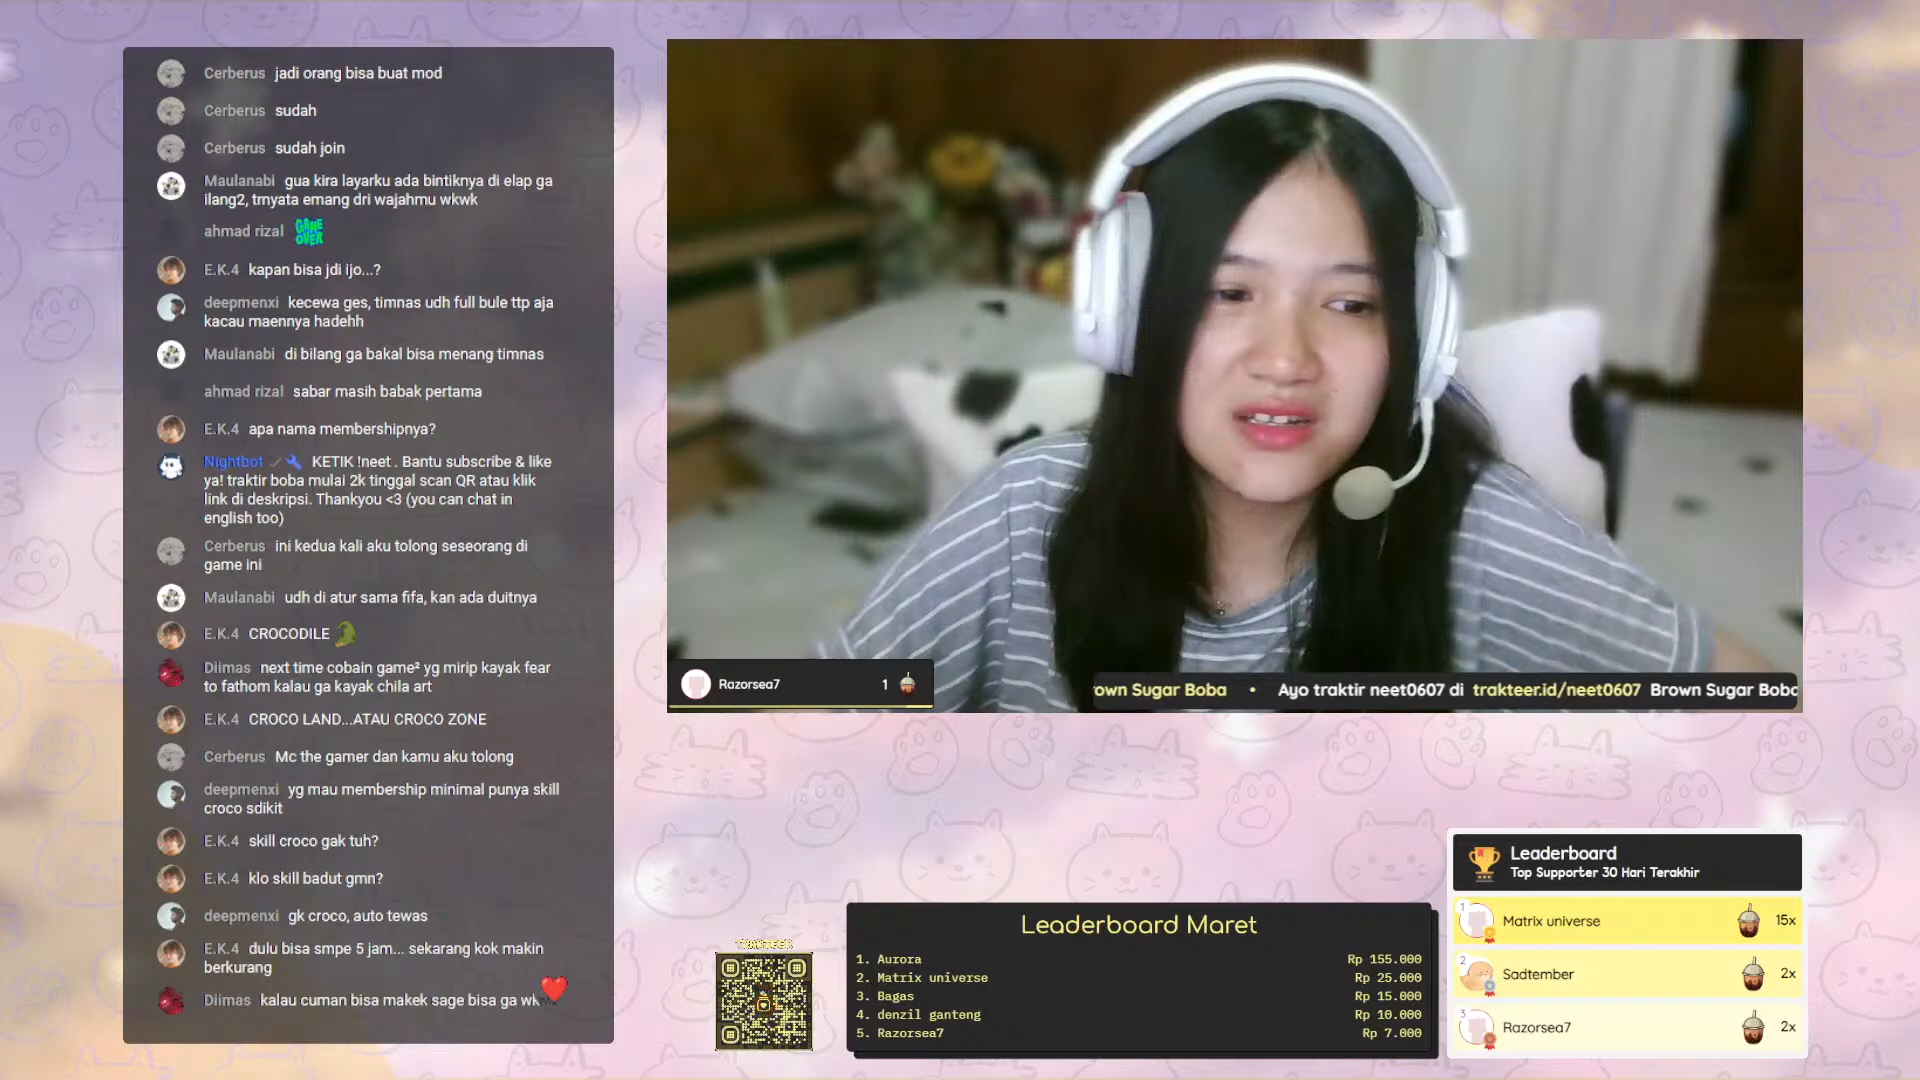 Cerberus jadi orang bisa buat mod
Cerberus sudah
Cerberus sudah join
Maulanabi gua kira layarku ada bintiknya di elap ga
ilang2, trnyata emang dri wajahmu wkwk
ahmad rizal GAME OVER
E.K.4 kapan bisa jdi ijo...?
deepmenxi kecewa ges, timnas udh full bule ttp aja
kacau maennya hadehh
Maulanabi di bilang ga bakal bisa menang timnas
ahmad rizal sabar masih babak pertama
E.K.4 apa nama membershipnya?
Nightbot KETIK !neet . Bantu subscribe & like
ya! traktir boba mulai 2k tinggal scan QR atau klik
link di deskripsi. Thankyou <3 (you can chat in
english too)
Cerberus ini kedua kali aku tolong seseorang di
game ini
Maulanabi udh di atur sama fifa, kan ada duitnya
E.K.4 CROCODILE
Diimas next time cobain game² yg mirip kayak fear
to fathom kalau ga kayak chila art
E.K.4 CROCO LAND...ATAU CROCO ZONE
Cerberus Mc the gamer dan kamu aku tolong
deepmenxi yg mau membership minimal punya skill
croco sdikit
E.K.4 skill croco gak tuh?
E.K.4 klo skill badut gmn?
deepmenxi gk croco, auto tewas
E.K.4 dulu bisa smpe 5 jam... sekarang kok makin
berkurang
Diimas kalau cuman bisa makek sage bisa ga wk
Razorsea7 1
own Sugar Boba • Ayo traktir neet0607 di trakteer.id/neet0607 Brown Sugar Boba
Leaderboard Maret
1. Aurora Rp 155.000
2. Matrix universe Rp 25.000
3. Bagas Rp 15.000
4. denzil ganteng Rp 10.000
5. Razorsea7 Rp 7.000
Leaderboard
Top Supporter 30 Hari Terakhir
1 Matrix universe 15x
2 Sadtember 2x
3 Razorsea7 2x